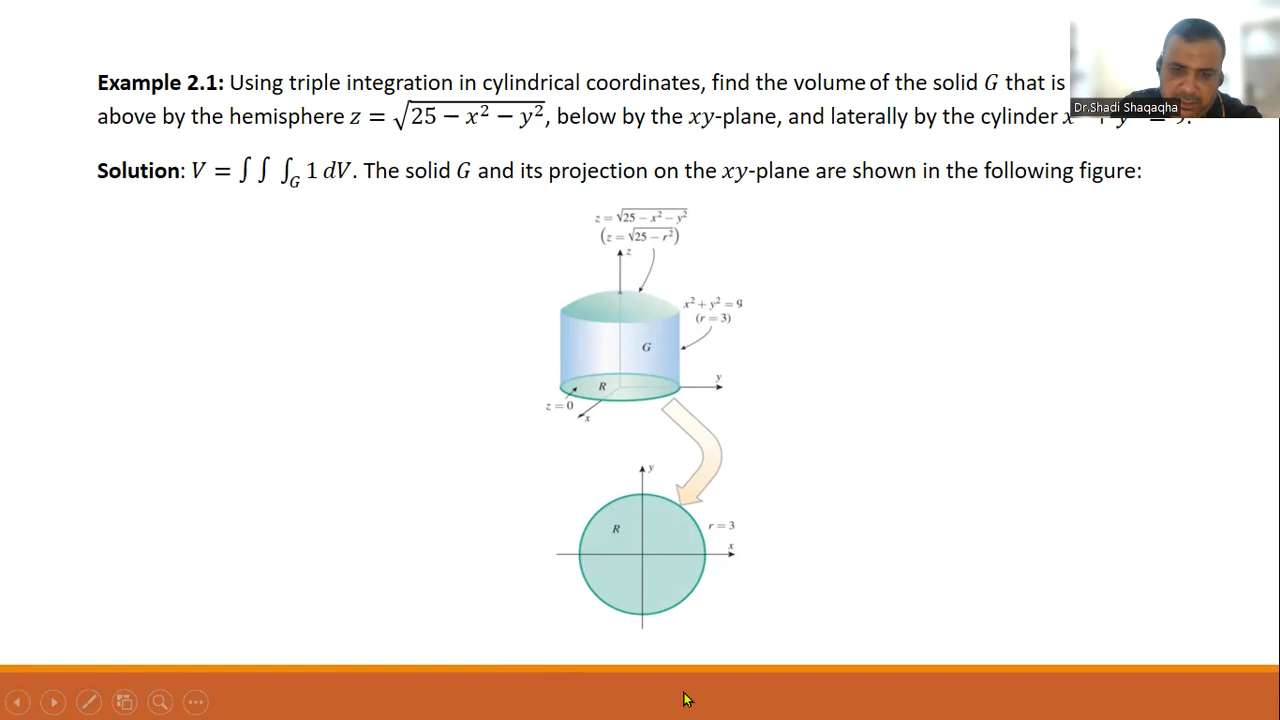 Example 2.1: Using triple integration in cylindrical coordinates, find the volume of the solid G that is
Dr.Shadi Shaqaqha
above by the hemisphere z = √(25 − x² − y²), below by the xy-plane, and laterally by the cylinder
Solution: V = ∫ ∫ ∫_G 1 dV. The solid G and its projection on the xy-plane are shown in the following figure:
z = √(25 − x² − y²)
(z = √(25 − r²))
z
x² + y² = 9
(r = 3)
G
R
y
z = 0
x
y
R
r = 3
x